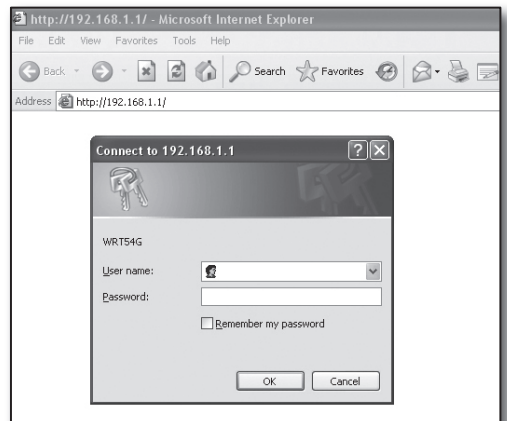 http://192.168.1.1/ - Microsoft Internet Explorer
File Edit View Favorites Tools Help
Back Search Favorites
Address http://192.168.1.1/
Connect to 192.168.1.1
WRT54G
User name:
Password:
Remember my password
OK Cancel